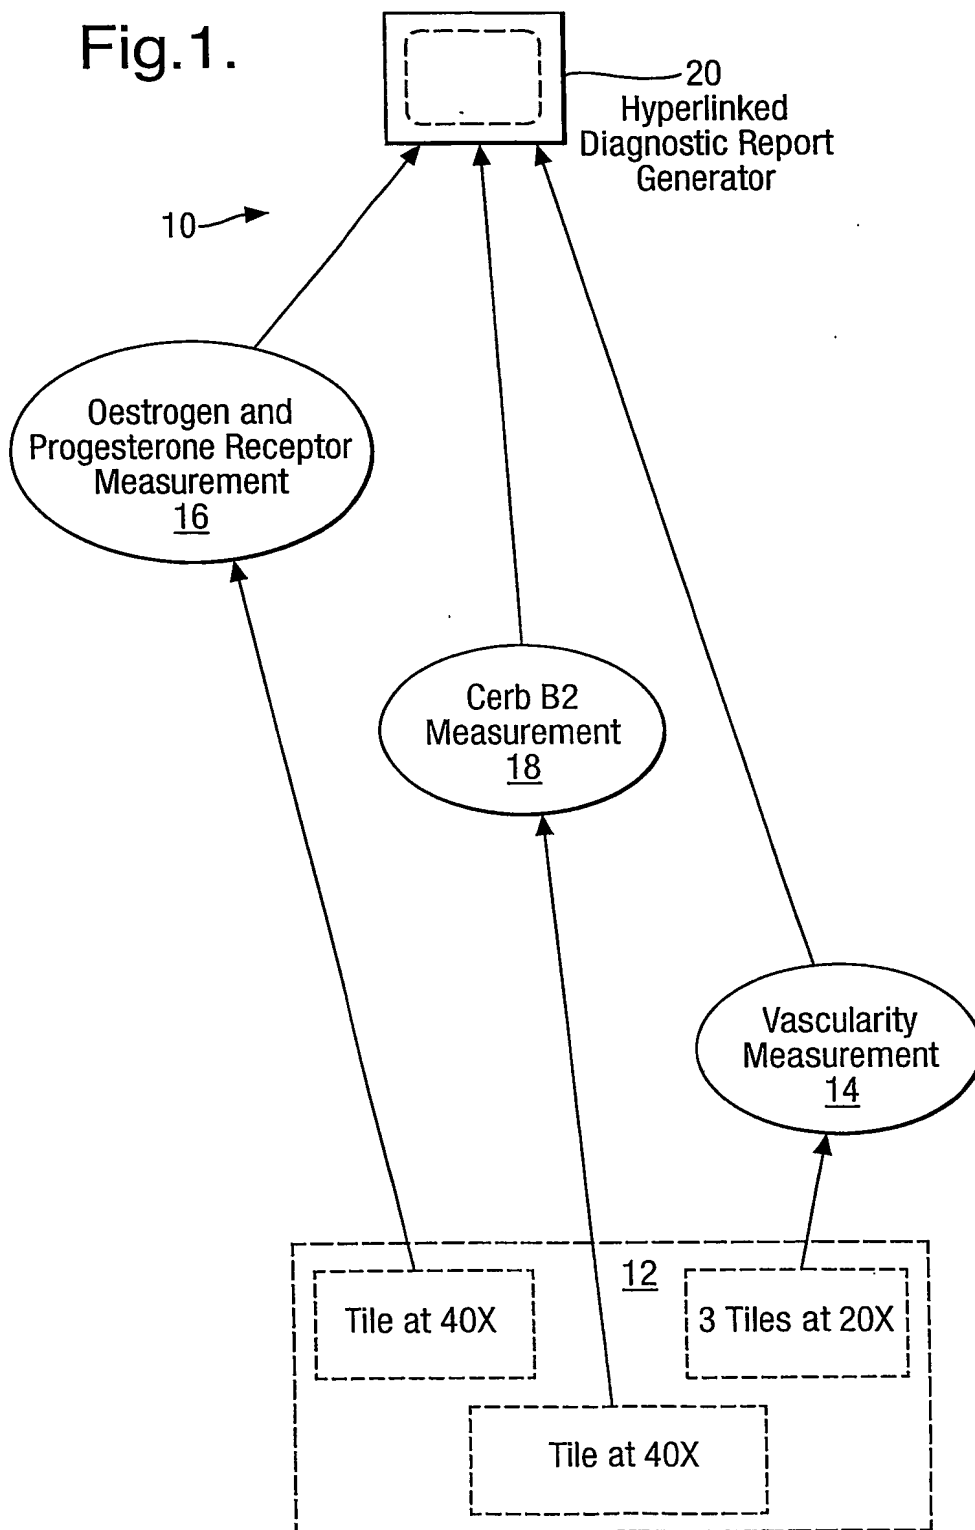 Fig.1.
20
Hyperlinked
Diagnostic Report
Generator
10
Oestrogen and
Progesterone Receptor
Measurement
16
Cerb B2
Measurement
18
Vascularity
Measurement
14
12
Tile at 40X
3 Tiles at 20X
Tile at 40X